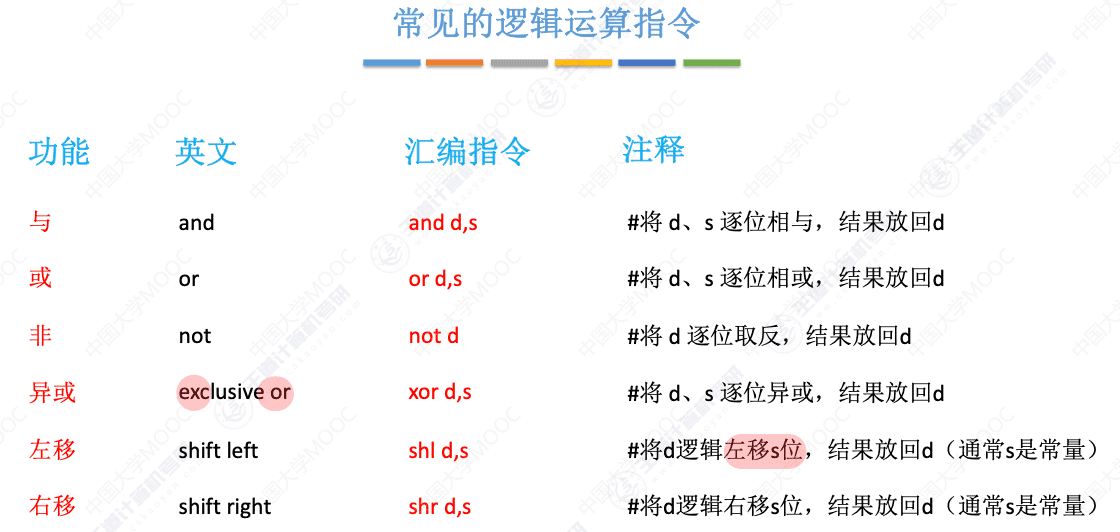 常见的逻辑运算指令
功能 英文 汇编指令 注释
与 and and d,s #将 d、s 逐位相与，结果放回d
或 or or d,s #将 d、s 逐位相或，结果放回d
非 not not d #将 d 逐位取反，结果放回d
异或 exclusive or xor d,s #将 d、s 逐位异或，结果放回d
左移 shift left shl d,s #将d逻辑左移s位，结果放回d（通常s是常量）
右移 shift right shr d,s #将d逻辑右移s位，结果放回d（通常s是常量）
中国大学MOOC
王道计算机考研